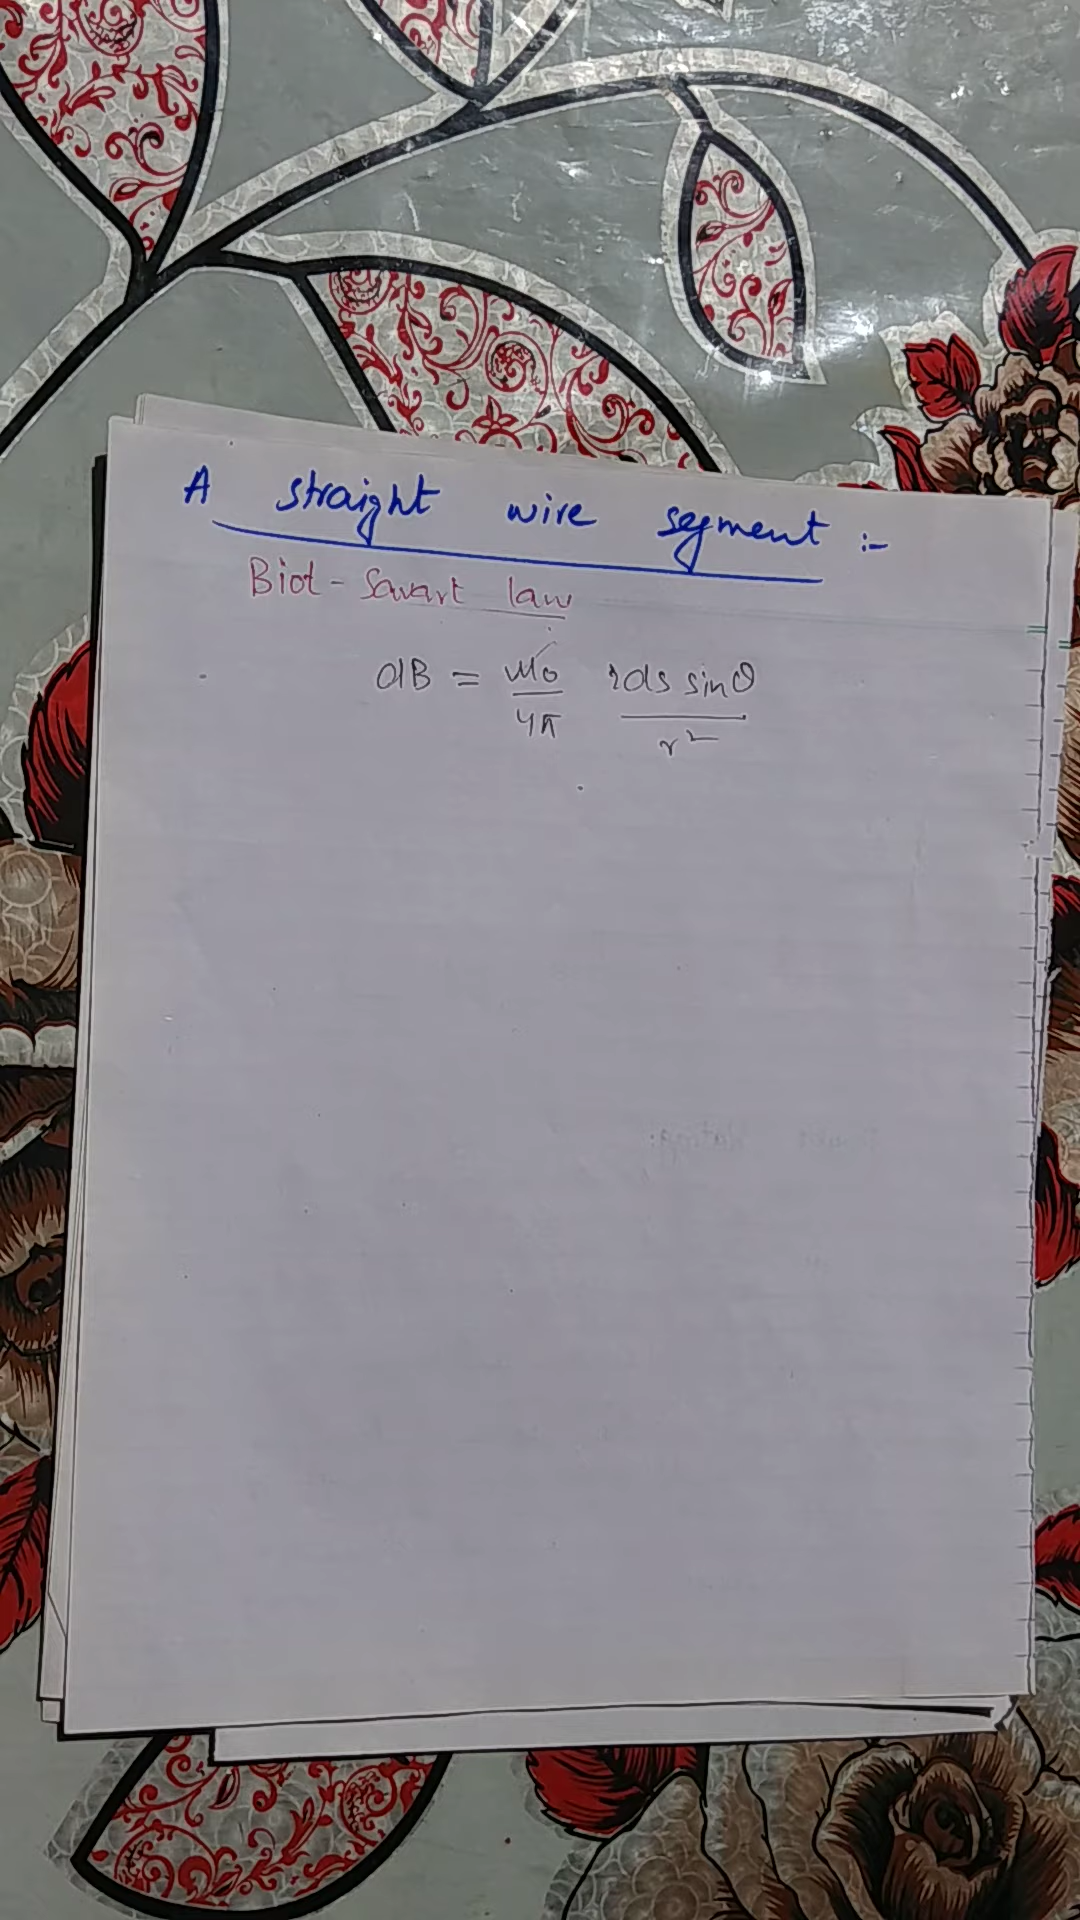 A straight wire segment :-
Biot - Savart law
dB = μ0 ids sinθ
4π r²